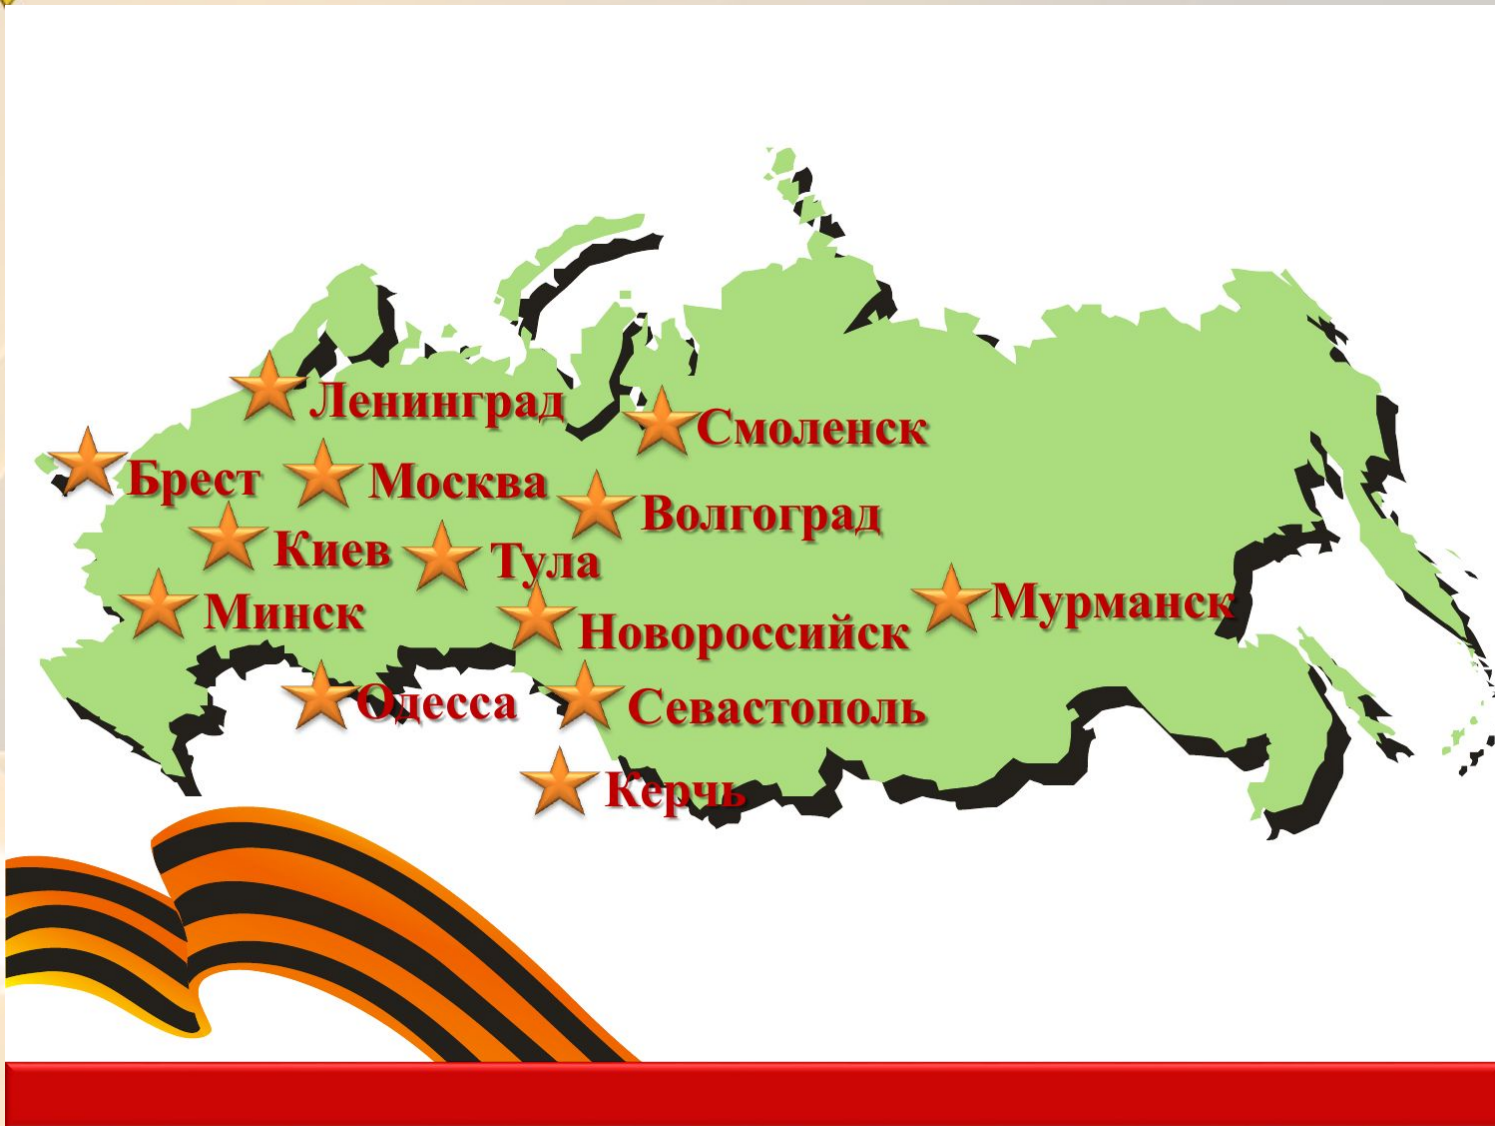 Ленинград
Смоленск
Брест
Москва
Волгоград
Киев
Тула
Минск
Новороссийск
Мурманск
Одесса
Севастополь
Керчь